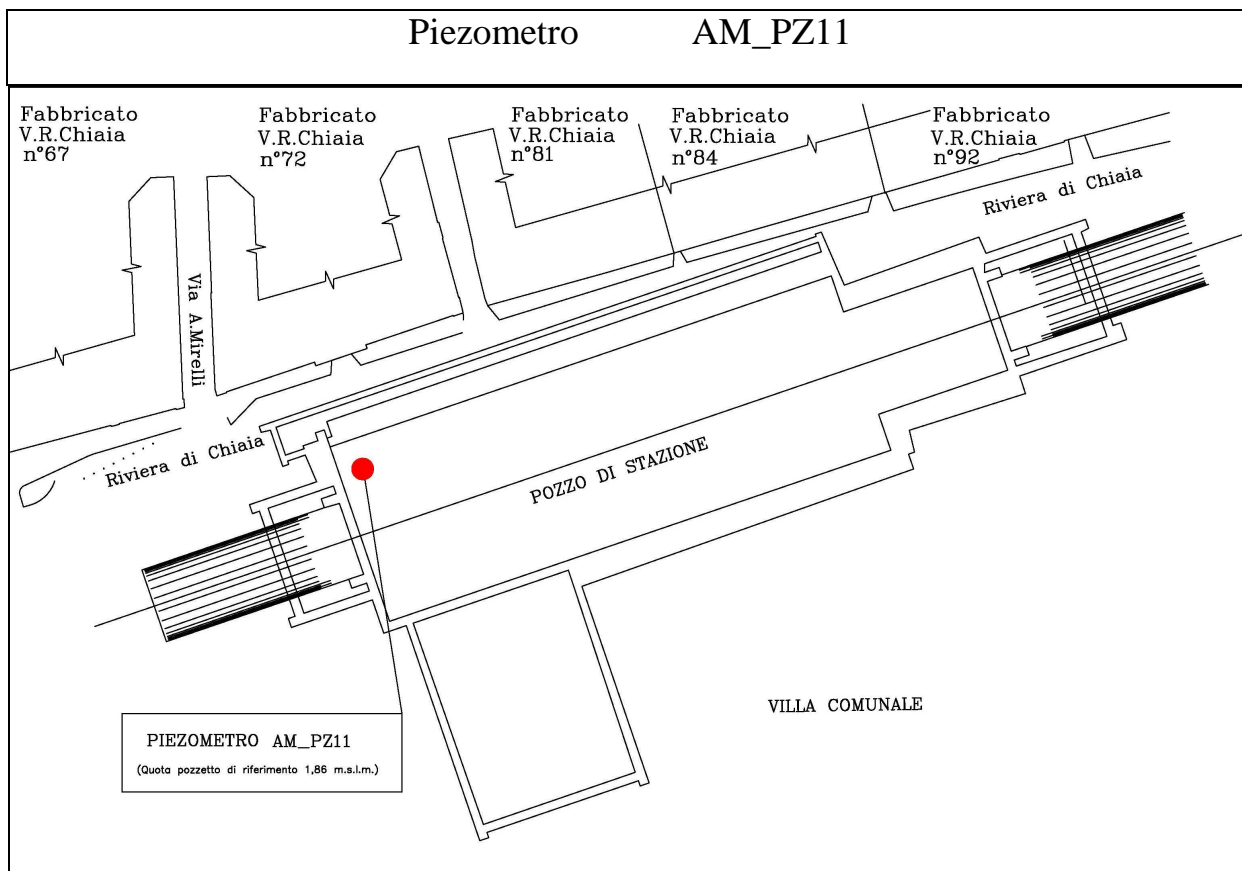 Piezometro AM_PZ11
Fabbricato
V.R.Chiaia
n°67
Fabbricato
V.R.Chiaia
n°72
Fabbricato
V.R.Chiaia
n°81
Fabbricato
V.R.Chiaia
n°84
Fabbricato
V.R.Chiaia
n°92
Riviera di Chiaia
Via A.Mirelli
Riviera di Chiaia
POZZO DI STAZIONE
VILLA COMUNALE
PIEZOMETRO AM_PZ11
(Quota pozzetto di riferimento 1,86 m.s.l.m.)